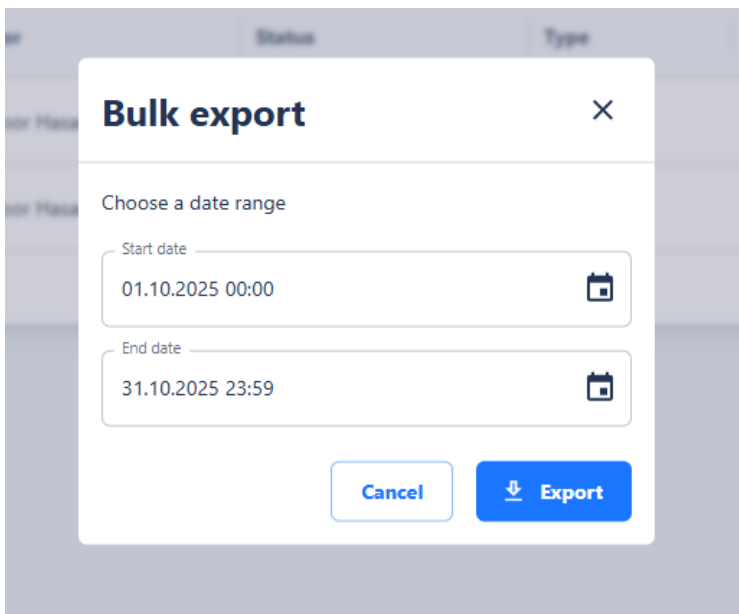 Status Type
Bulk export
Choose a date range
Start date
01.10.2025 00:00
End date
31.10.2025 23:59
Cancel Export